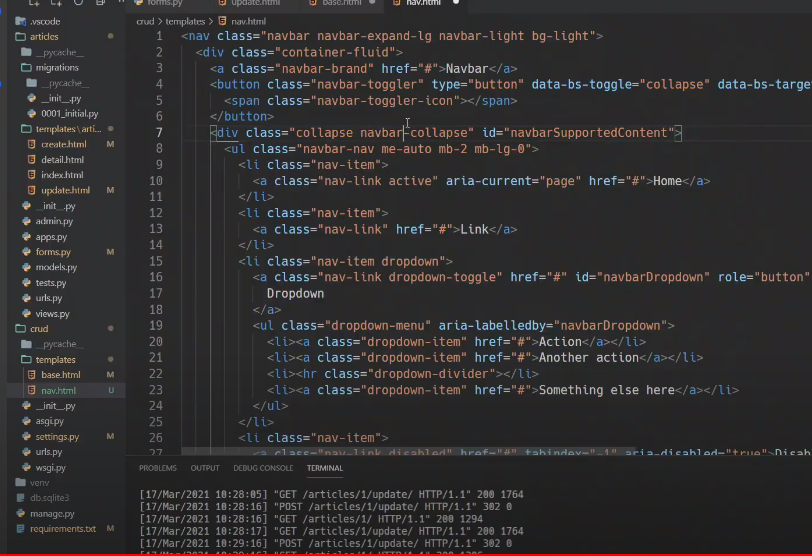 forms.py
update.html
base.html
nav.html
.vscode
articles
__pycache__
migrations
__pycache__
__init__.py
0001_initial.py
templates \ arti...
create.html M
detail.html
index.html
update.html M
__init__.py
admin.py
apps.py
forms.py M
models.py
tests.py
urls.py
views.py
crud
__pycache__
templates
base.html M
nav.html U
__init__.py
asgi.py
settings.py M
urls.py
wsgi.py
venv
db.sqlite3
manage.py
requirements.txt M
crud > templates > nav.html
1 <nav class="navbar navbar-expand-lg navbar-light bg-light">
2 <div class="container-fluid">
3 <a class="navbar-brand" href="#">Navbar</a>
4 <button class="navbar-toggler" type="button" data-bs-toggle="collapse" data-bs-target
5 <span class="navbar-toggler-icon"></span>
6 </button>
7 <div class="collapse navbar-collapse" id="navbarSupportedContent">
8 <ul class="navbar-nav me-auto mb-2 mb-lg-0">
9 <li class="nav-item">
10 <a class="nav-link active" aria-current="page" href="#">Home</a>
11 </li>
12 <li class="nav-item">
13 <a class="nav-link" href="#">Link</a>
14 </li>
15 <li class="nav-item dropdown">
16 <a class="nav-link dropdown-toggle" href="#" id="navbarDropdown" role="button"
17 Dropdown
18 </a>
19 <ul class="dropdown-menu" aria-labelledby="navbarDropdown">
20 <li><a class="dropdown-item" href="#">Action</a></li>
21 <li><a class="dropdown-item" href="#">Another action</a></li>
22 <li><hr class="dropdown-divider"></li>
23 <li><a class="dropdown-item" href="#">Something else here</a></li>
24 </ul>
25 </li>
26 <li class="nav-item">
27 <a class="nav-link disabled" href="#" tabindex="-1" aria-disabled="true">Disab
PROBLEMS OUTPUT DEBUG CONSOLE TERMINAL
[17/Mar/2021 10:28:05] "GET /articles/1/update/ HTTP/1.1" 200 1764
[17/Mar/2021 10:28:16] "POST /articles/1/update/ HTTP/1.1" 302 0
[17/Mar/2021 10:28:16] "GET /articles/1/ HTTP/1.1" 200 1294
[17/Mar/2021 10:28:17] "GET /articles/1/update/ HTTP/1.1" 200 1764
[17/Mar/2021 10:29:16] "POST /articles/1/update/ HTTP/1.1" 302 0